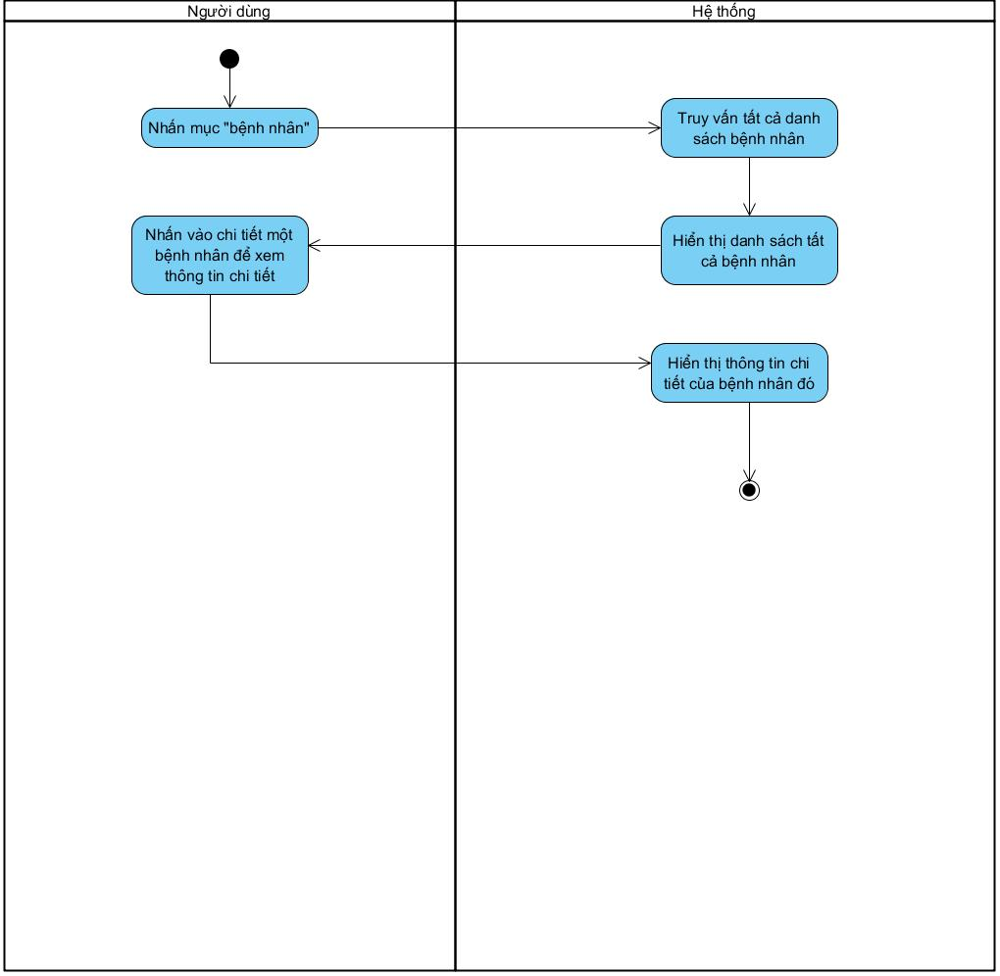 Người dùng
Hệ thống
Nhấn mục "bệnh nhân"
Truy vấn tất cả danh
sách bệnh nhân
Nhấn vào chi tiết một
bệnh nhân để xem
thông tin chi tiết
Hiển thị danh sách tất
cả bệnh nhân
Hiển thị thông tin chi
tiết của bệnh nhân đó